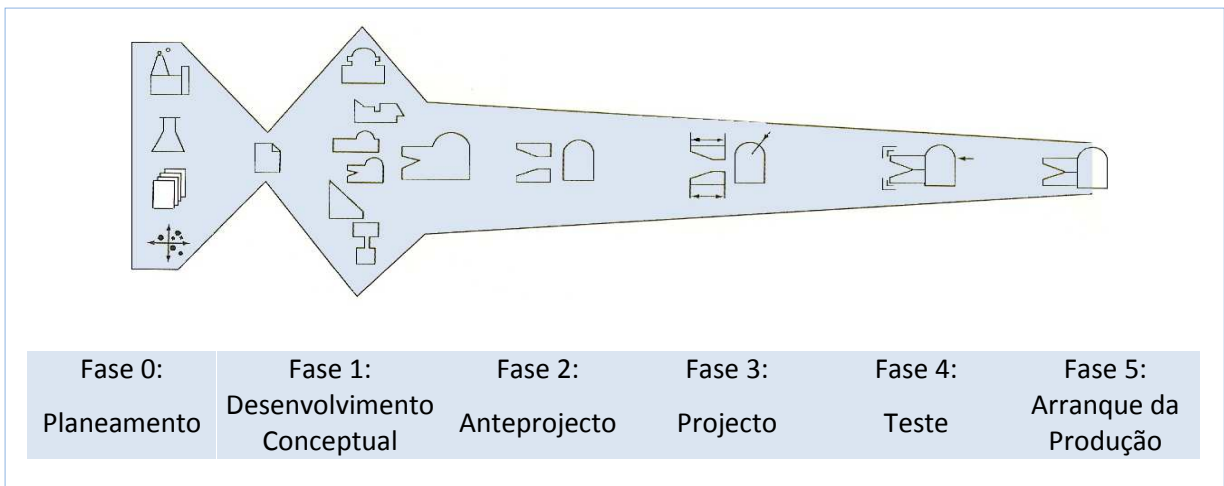 Fase 0:
Planeamento
Fase 1:
Desenvolvimento
Conceptual
Fase 2:
Anteprojecto
Fase 3:
Projecto
Fase 4:
Teste
Fase 5:
Arranque da
Produção